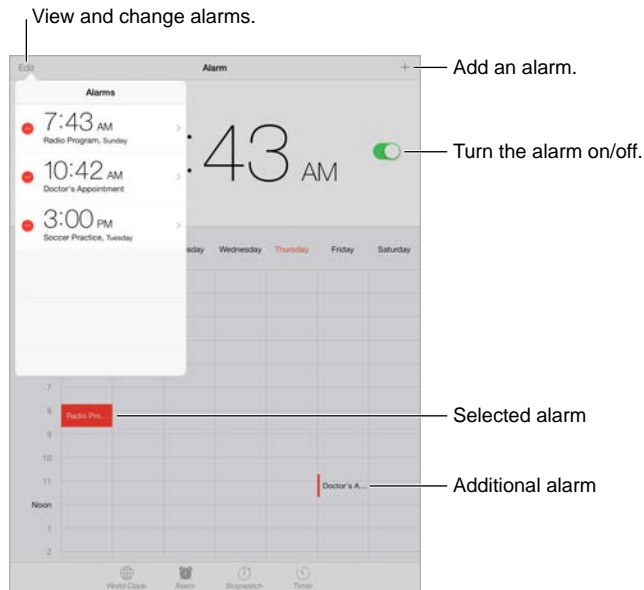 View and change alarms.
Edit
Alarm
+
Add an alarm.
Alarms
7:43 AM
Radio Program, Sunday
10:42 AM
Doctor's Appointment
3:00 PM
Soccer Practice, Tuesday
:43 AM
Turn the alarm on/off.
sday Wednesday Thursday Friday Saturday
7
8 Radio Pro...
Selected alarm
9
10
11 Doctor's A...
Additional alarm
Noon
1
2
World Clock Alarm Stopwatch Timer